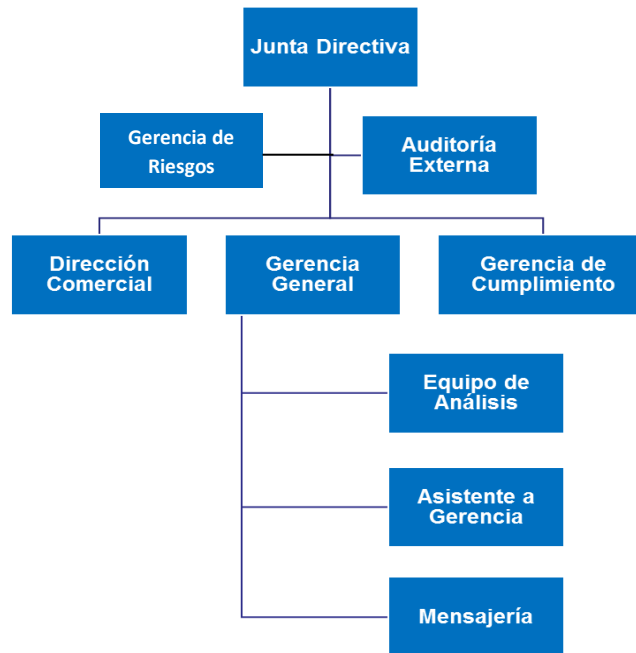 Junta Directiva
Gerencia de
Riesgos
Auditoría
Externa
Dirección
Comercial
Gerencia
General
Gerencia de
Cumplimiento
Equipo de
Análisis
Asistente a
Gerencia
Mensajería